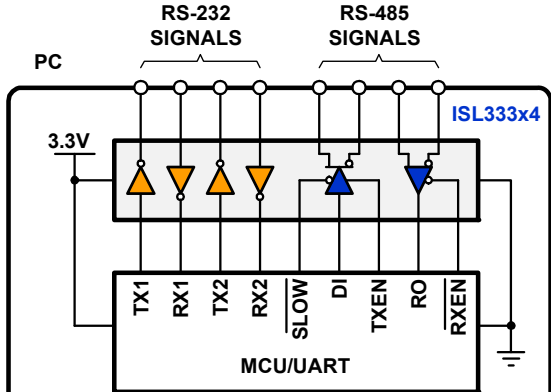 RS-232
SIGNALS
RS-485
SIGNALS
PC
ISL333x4
3.3V
TX1
RX1
TX2
RX2
SLOW
DI
TXEN
RO
RXEN
MCU/UART